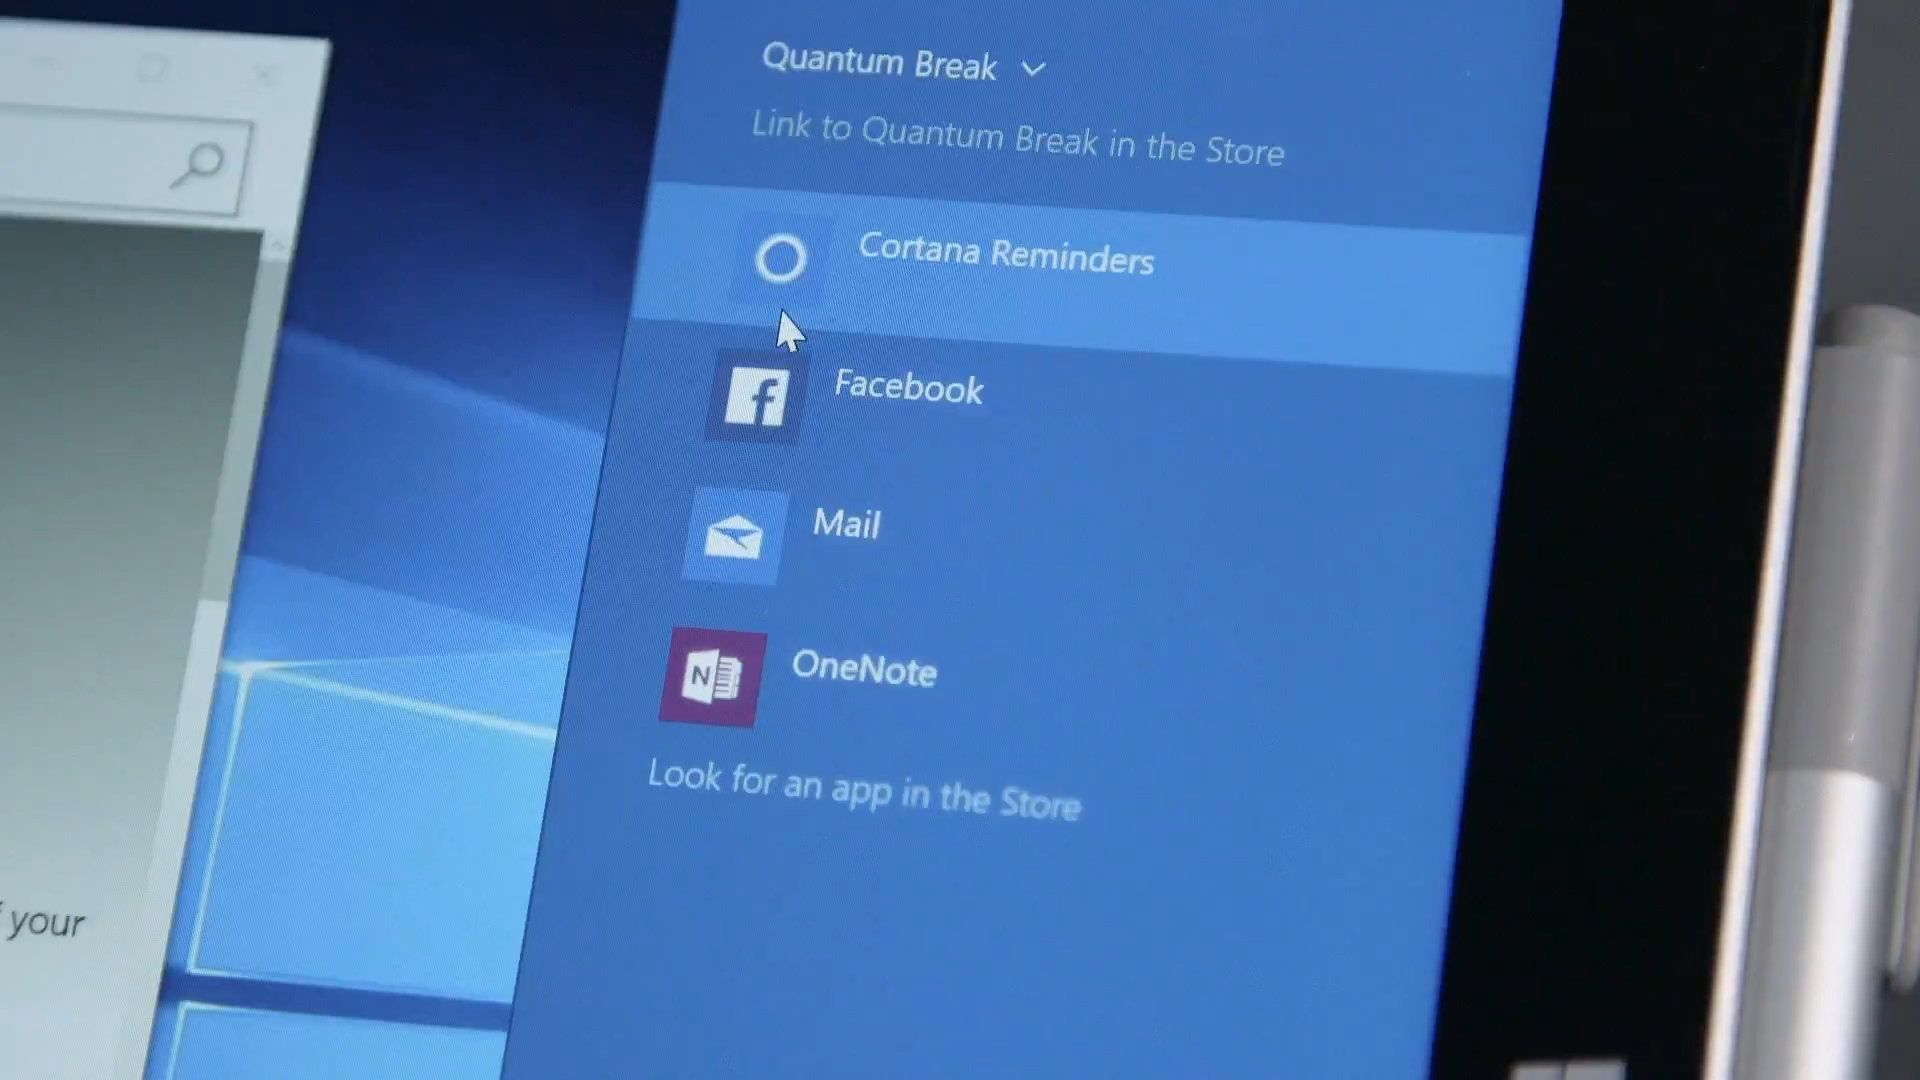 Quantum Break
Link to Quantum Break in the Store
Cortana Reminders
Facebook
Mail
OneNote
Look for an app in the Store
your